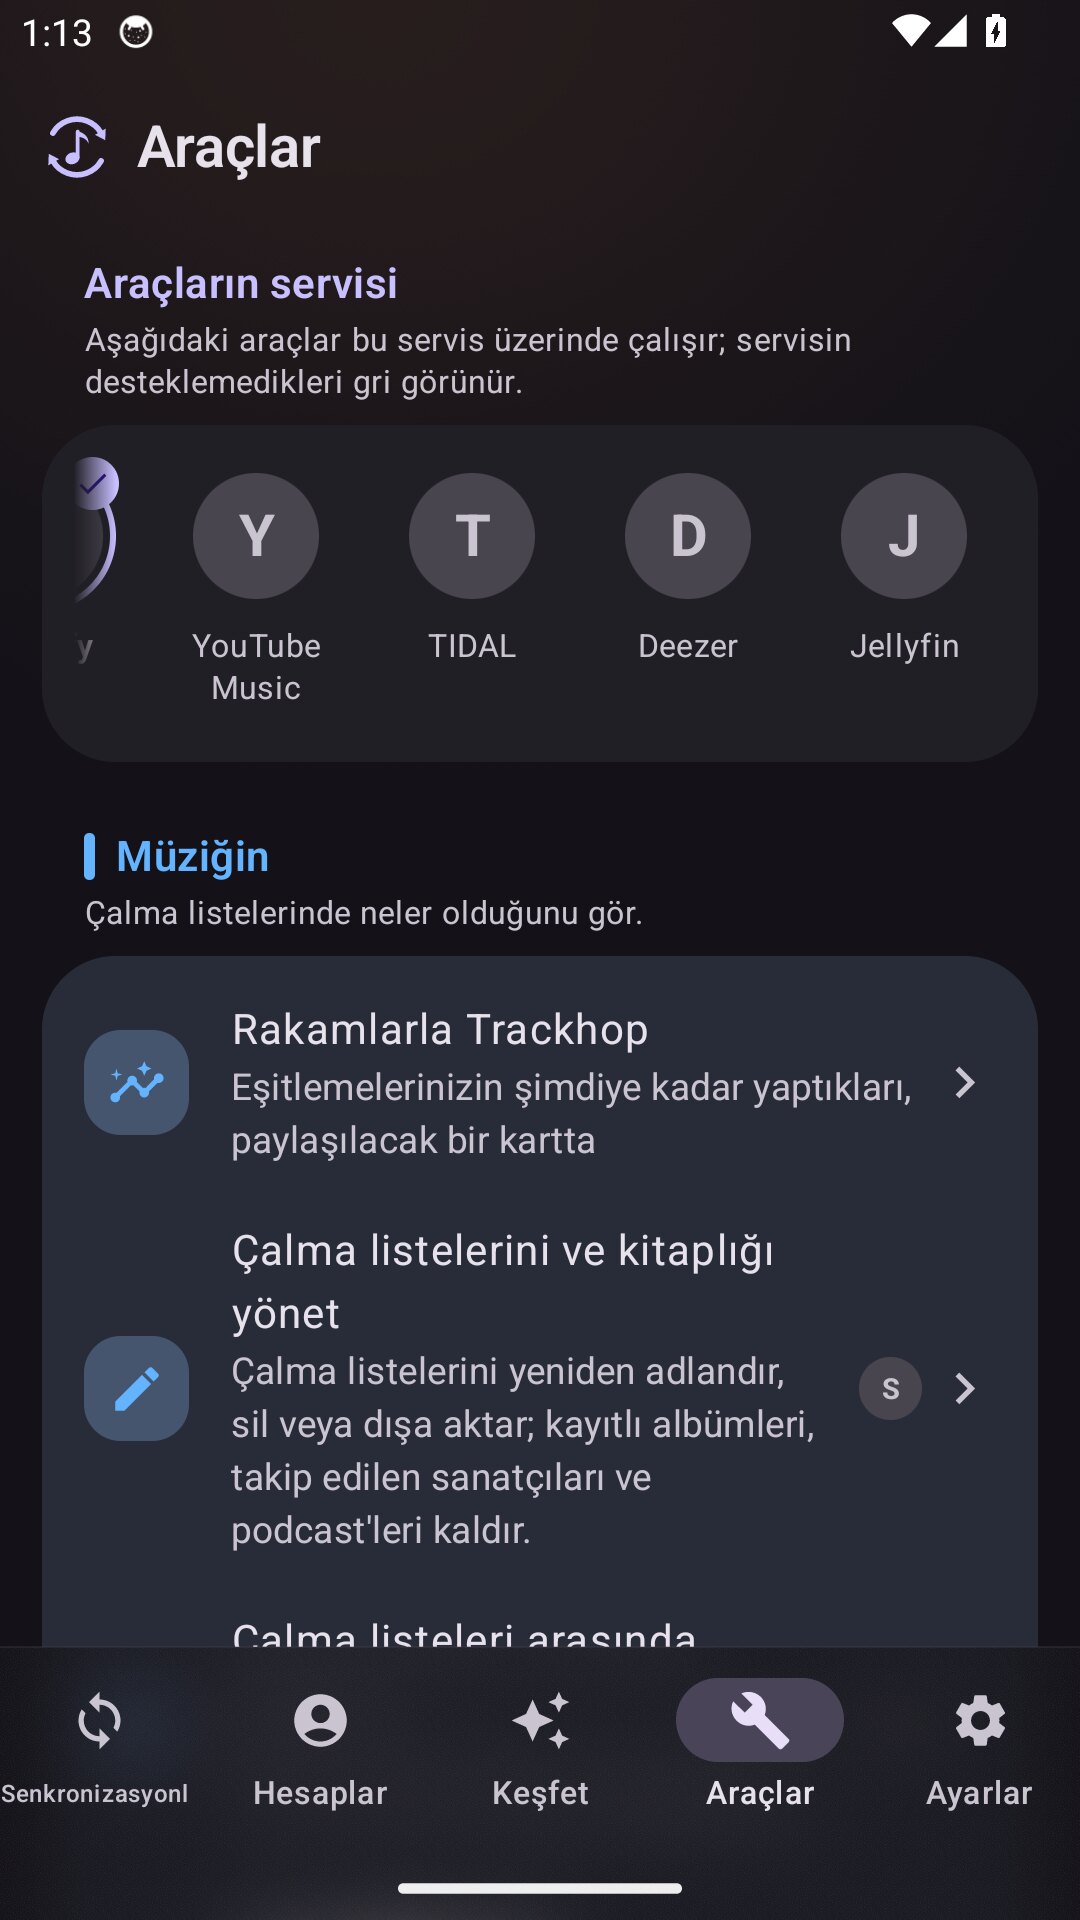 1:13
Araçlar
Araçların servisi
Aşağıdaki araçlar bu servis üzerinde çalışır; servisin
desteklemedikleri gri görünür.
Y
T
D
J
y
YouTube
Music
TIDAL
Deezer
Jellyfin
Müziğin
Çalma listelerinde neler olduğunu gör.
Rakamlarla Trackhop
Eşitlemelerinizin şimdiye kadar yaptıkları,
paylaşılacak bir kartta
Çalma listelerini ve kitaplığı
yönet
Çalma listelerini yeniden adlandır,
sil veya dışa aktar; kayıtlı albümleri,
takip edilen sanatçıları ve
podcast'leri kaldır.
S
Çalma listeleri arasında
Senkronizasyonl
Hesaplar
Keşfet
Araçlar
Ayarlar